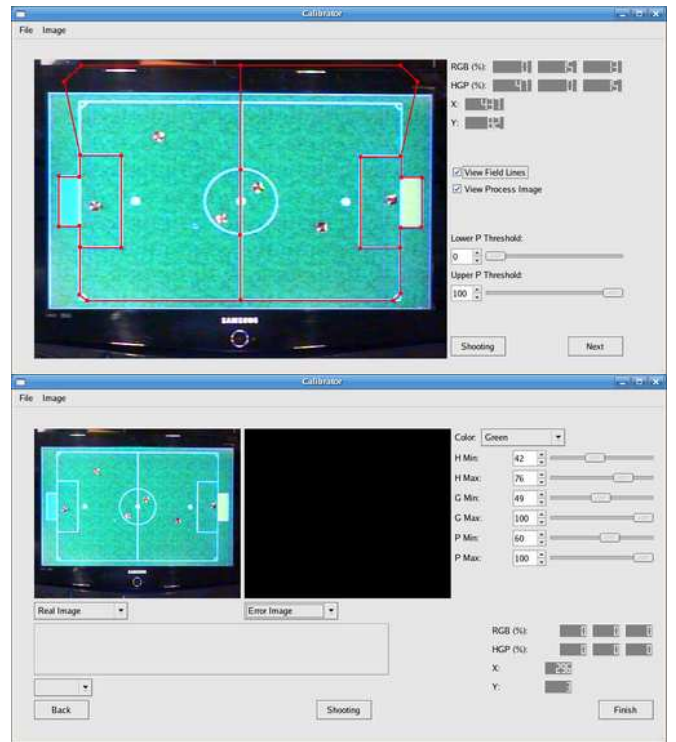 Calibrator
File Image
RGB (%):
HGP (%):
X:
Y:
View Field Lines
View Process Image
Lower P Threshold:
0
Upper P Threshold:
100
SAMSUNG
Shooting Next
Calibrator
File Image
Color: Green
H Min: 42
H Max: 76
G Min: 49
G Max: 100
P Min: 60
P Max: 100
Real Image Error Image
RGB (%):
HGP (%):
X: 296
Y:
Back Shooting Finish